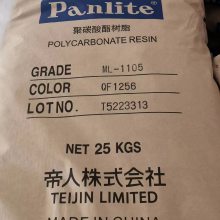 Panlite
聚碳酸酯树脂
POLYCARBONATE RESIN
GRADE ML-1105
COLOR QF1256
LOT NO. T5223313
NET 25 KGS
帝人株式会社
TEIJIN LIMITED
MADE IN CHINA